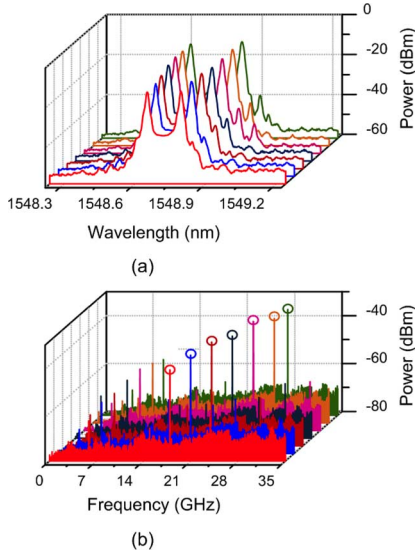 0
-20
-40
-60
Power (dBm)
1548.3 1548.6 1548.9 1549.2
Wavelength (nm)
(a)
-40
-60
-80
Power (dBm)
0 7 14 21 28 35
Frequency (GHz)
(b)